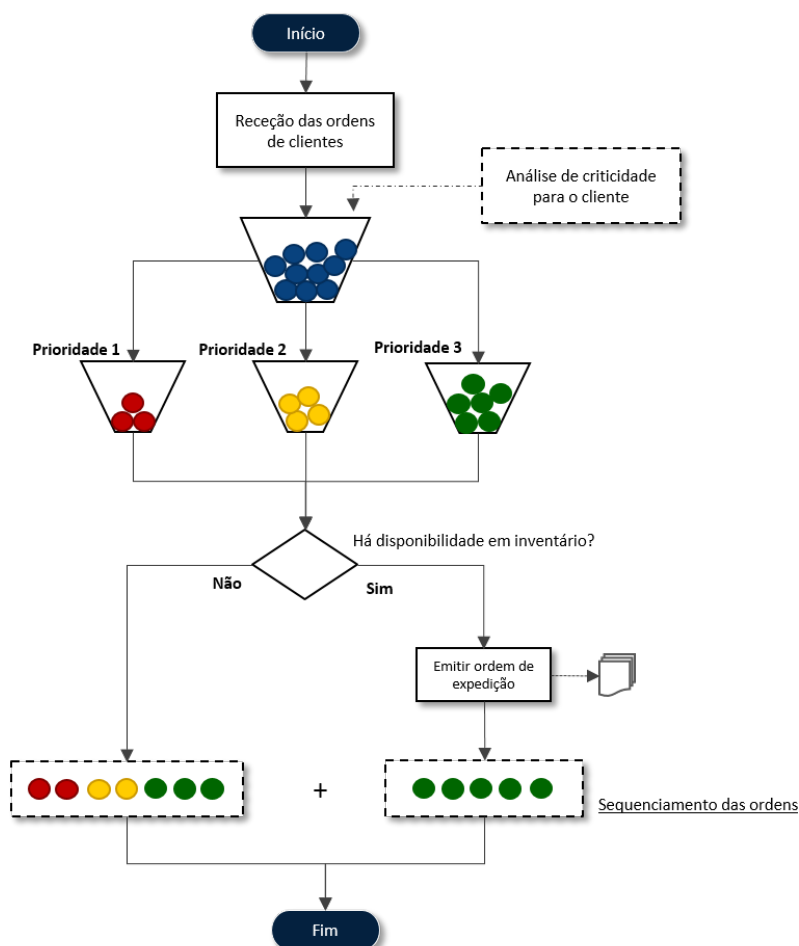 Início
Receção das ordens
de clientes
Análise de criticidade
para o cliente
Prioridade 1
Prioridade 2
Prioridade 3
Há disponibilidade em inventário?
Não
Sim
Emitir ordem de
expedição
+
Sequenciamento das ordens
Fim